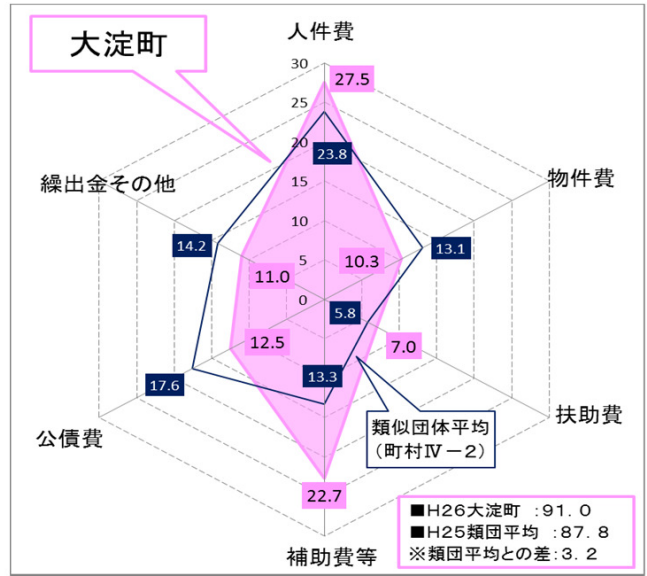 大淀町
人件費
30
27.5
25
20
23.8
繰出金その他
物件費
15
14.2
13.1
10
10.3
11.0
5
0
5.8
7.0
12.5
13.3
17.6
類似団体平均
（町村Ⅳ－２）
扶助費
公債費
22.7
補助費等
■H26大淀町 ：９１．０
■H25類団平均 ：８７．８
※類団平均との差：３．２